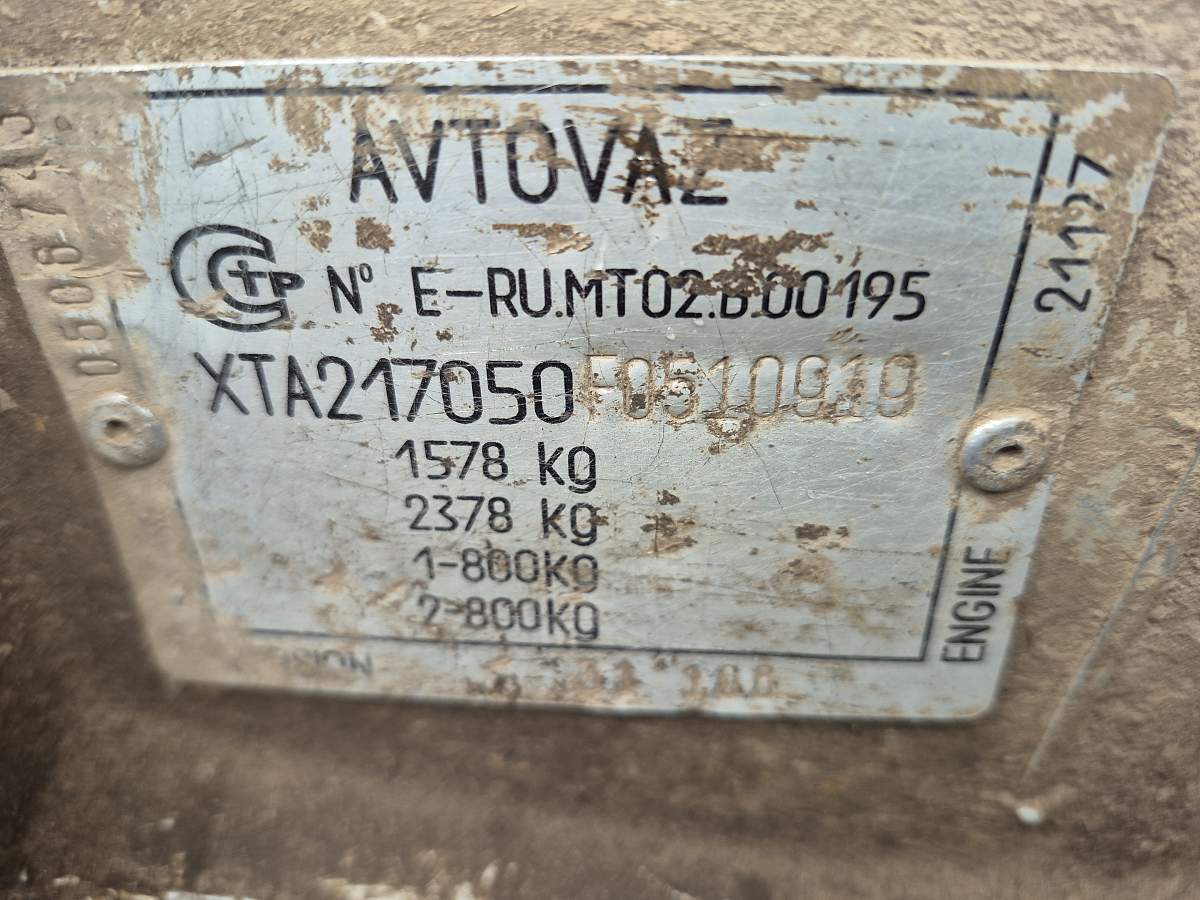 AVTOVAZ
№ E-RU.MT02.B.00195
XTA217050F0510919
1578 kg
2378 kg
1-800kg
2-800kg
ENGINE 21127